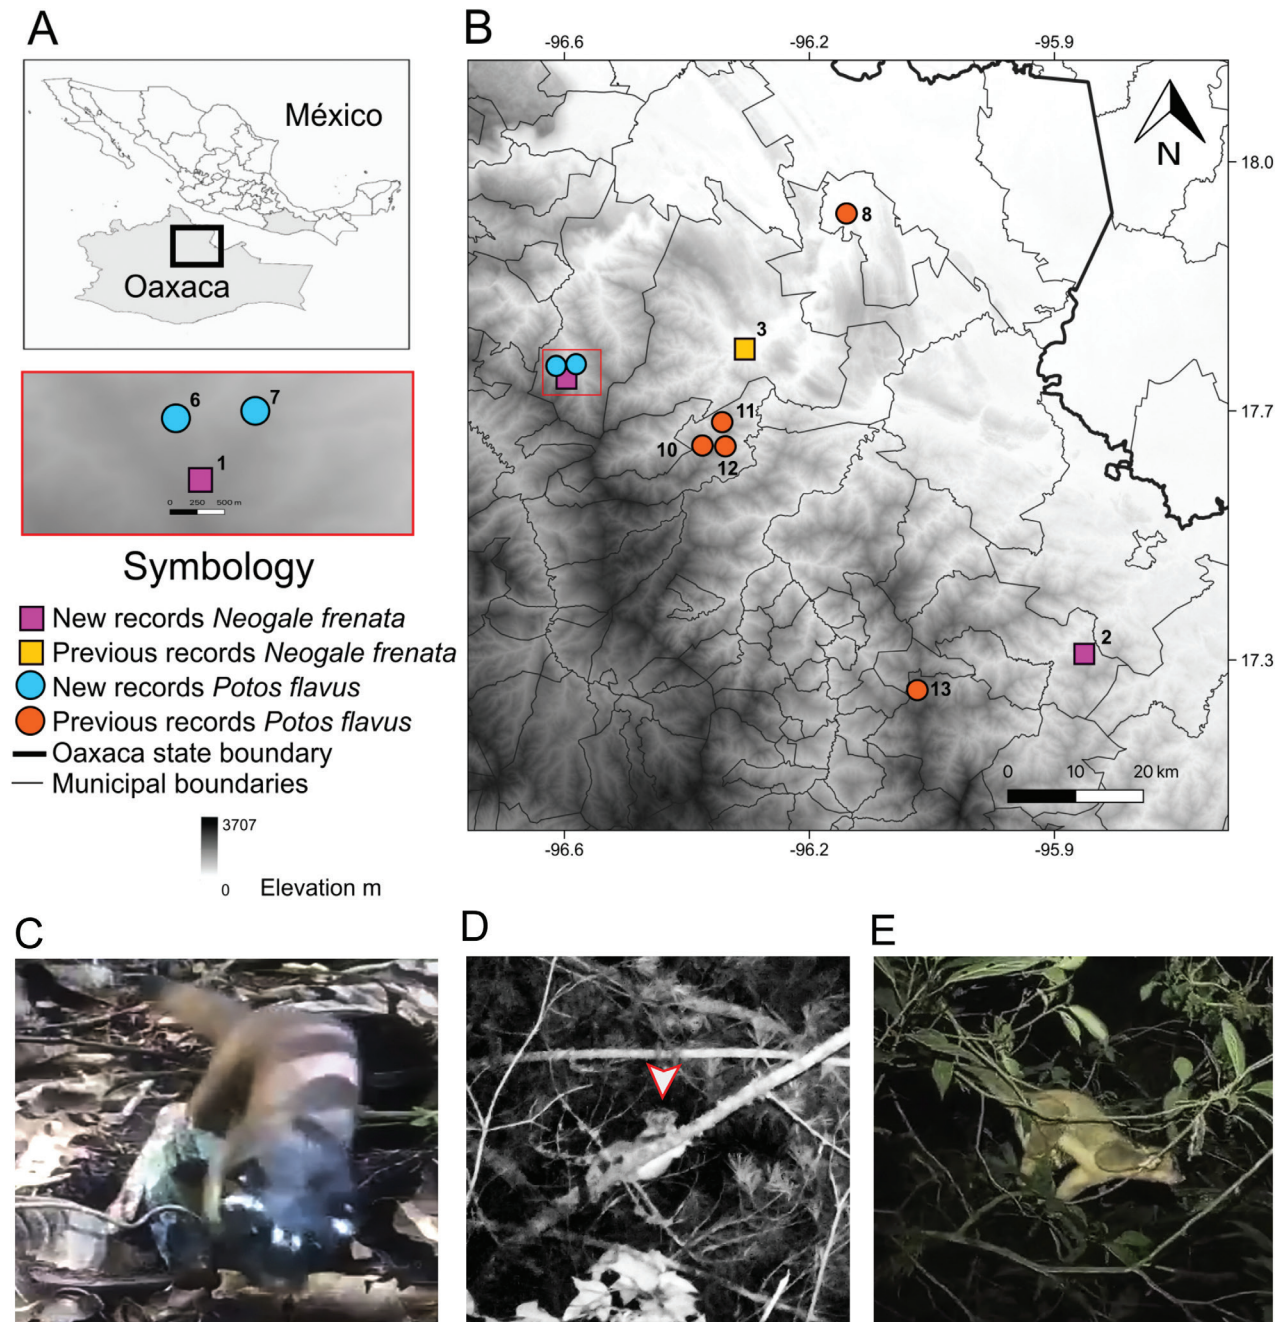 A
México
Oaxaca
6
7
1
0 250 500 m
Symbology
New records Neogale frenata
Previous records Neogale frenata
New records Potos flavus
Previous records Potos flavus
Oaxaca state boundary
Municipal boundaries
3707
0
Elevation m
B
-96.6 -96.2 -95.9
N
18.0
8
3
17.7
11
10
12
2
17.3
13
0 10 20 km
-96.6 -96.2 -95.9
C
D
E